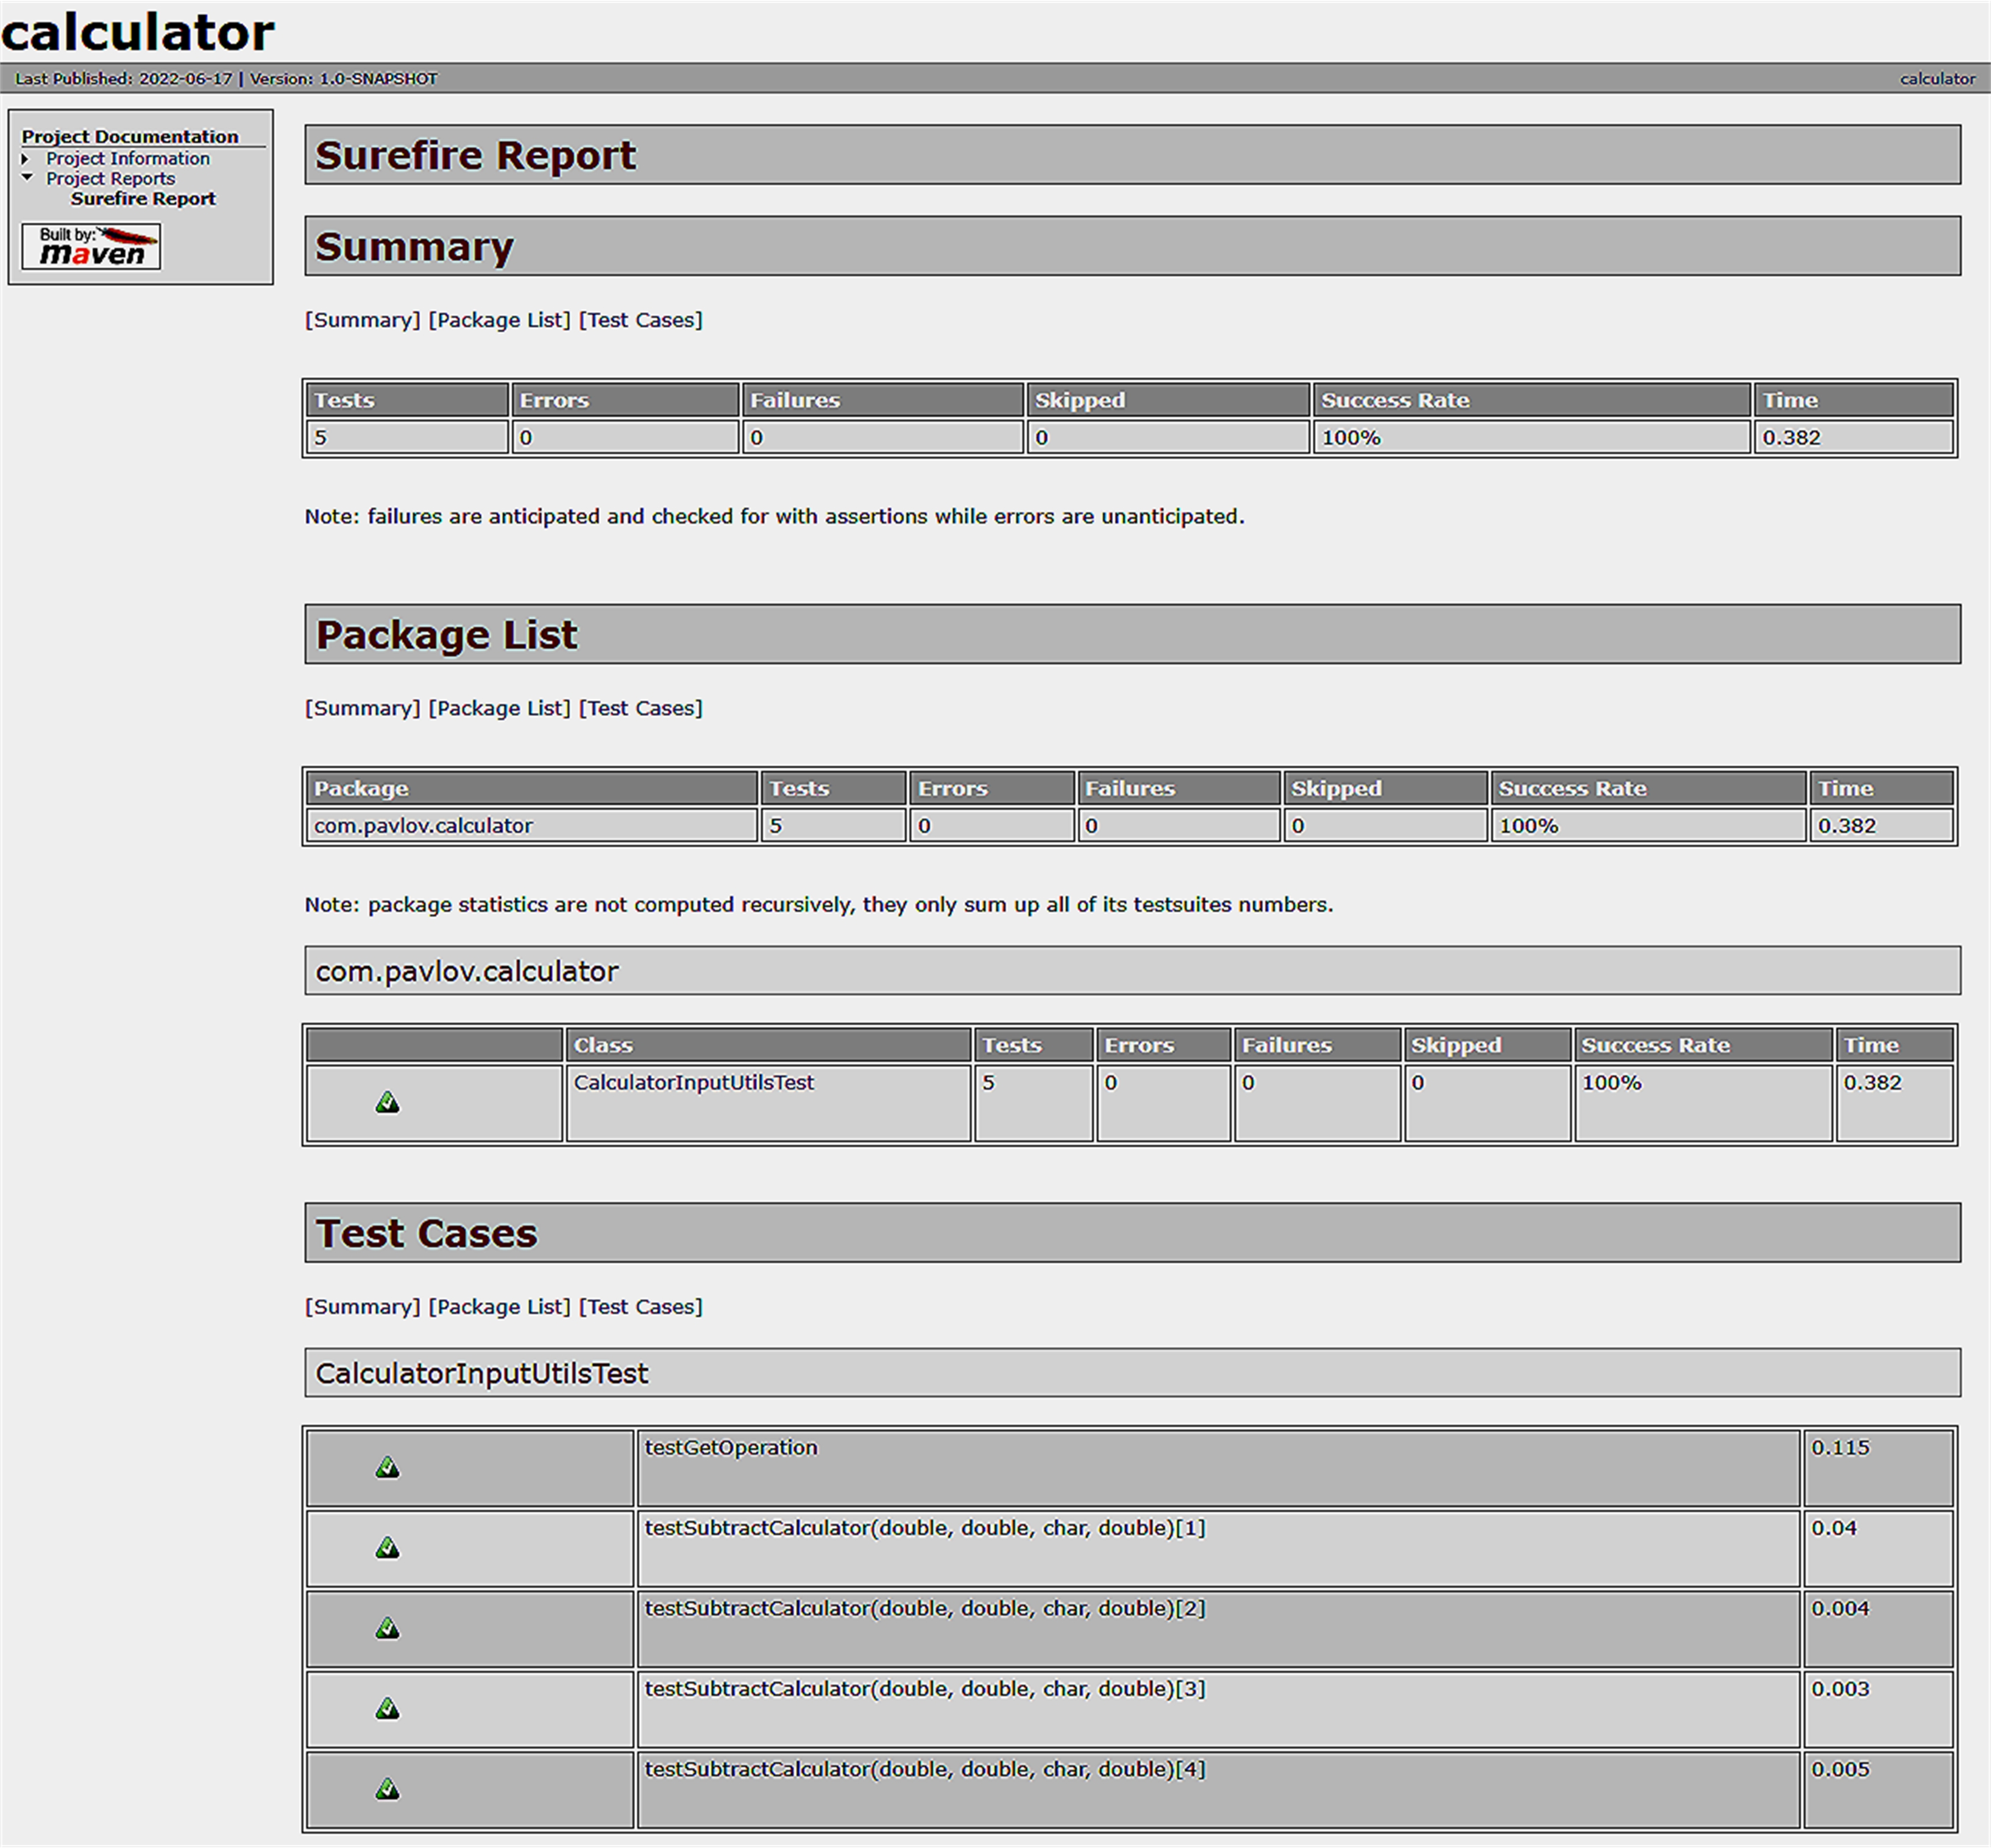 calculator
Last Published: 2022-06-17 | Version: 1.0-SNAPSHOT calculator
Project Documentation
Project Information
Project Reports
Surefire Report
Built by:
maven
Surefire Report
Summary
[Summary] [Package List] [Test Cases]
Tests Errors Failures Skipped Success Rate Time
5 0 0 0 100% 0.382
Note: failures are anticipated and checked for with assertions while errors are unanticipated.
Package List
[Summary] [Package List] [Test Cases]
Package Tests Errors Failures Skipped Success Rate Time
com.pavlov.calculator 5 0 0 0 100% 0.382
Note: package statistics are not computed recursively, they only sum up all of its testsuites numbers.
com.pavlov.calculator
Class Tests Errors Failures Skipped Success Rate Time
CalculatorInputUtilsTest 5 0 0 0 100% 0.382
Test Cases
[Summary] [Package List] [Test Cases]
CalculatorInputUtilsTest
testGetOperation 0.115
testSubtractCalculator(double, double, char, double)[1] 0.04
testSubtractCalculator(double, double, char, double)[2] 0.004
testSubtractCalculator(double, double, char, double)[3] 0.003
testSubtractCalculator(double, double, char, double)[4] 0.005